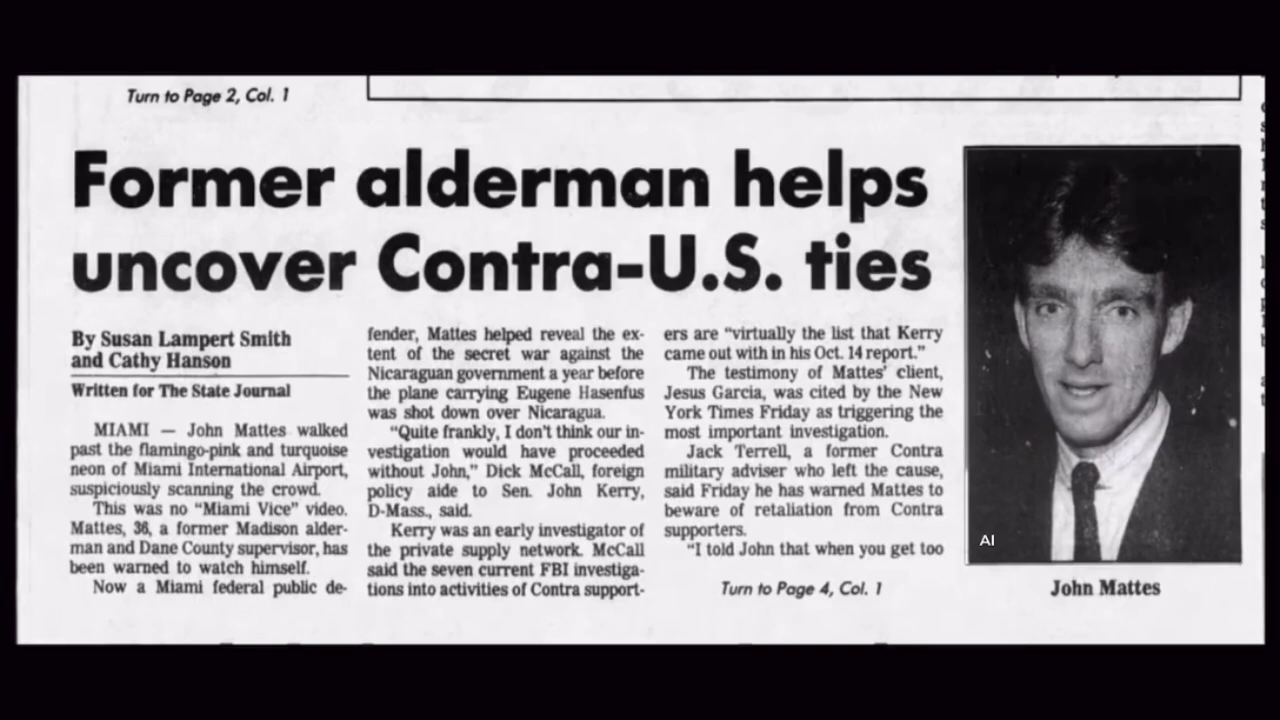 Turn to Page 2, Col. 1
Former alderman helps
uncover Contra-U.S. ties
By Susan Lampert Smith
and Cathy Hanson
Written for The State Journal
MIAMI — John Mattes walked
past the flamingo-pink and turquoise
neon of Miami International Airport,
suspiciously scanning the crowd.
This was no “Miami Vice” video.
Mattes, 36, a former Madison alder-
man and Dane County supervisor, has
been warned to watch himself.
Now a Miami federal public de-
fender, Mattes helped reveal the ex-
tent of the secret war against the
Nicaraguan government a year before
the plane carrying Eugene Hasenfus
was shot down over Nicaragua.
“Quite frankly, I don't think our in-
vestigation would have proceeded
without John,” Dick McCall, foreign
policy aide to Sen. John Kerry,
D-Mass., said.
Kerry was an early investigator of
the private supply network. McCall
said the seven current FBI investiga-
tions into activities of Contra support-
ers are “virtually the list that Kerry
came out with in his Oct. 14 report.”
The testimony of Mattes' client,
Jesus Garcia, was cited by the New
York Times Friday as triggering the
most important investigation.
Jack Terrell, a former Contra
military adviser who left the cause,
said Friday he has warned Mattes to
beware of retaliation from Contra
supporters.
“I told John that when you get too
Turn to Page 4, Col. 1
AI
John Mattes